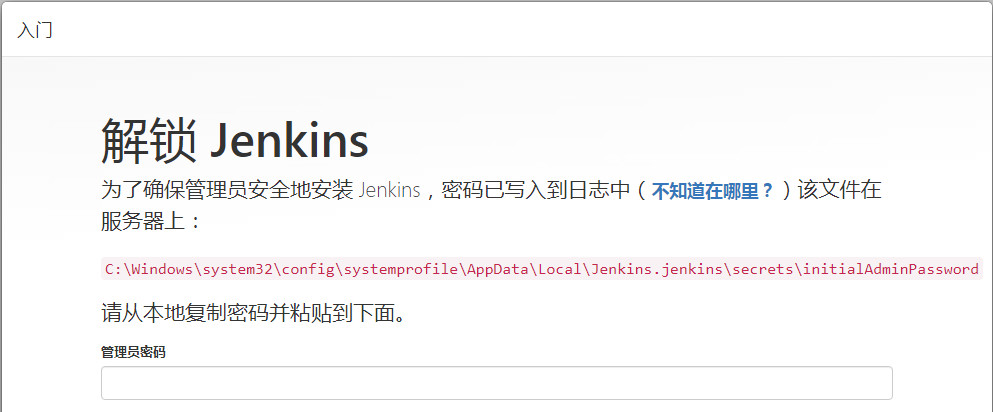 入门
解锁 Jenkins
为了确保管理员安全地安装 Jenkins，密码已写入到日志中（不知道在哪里？）该文件在
服务器上：
C:\Windows\system32\config\systemprofile\AppData\Local\Jenkins.jenkins\secrets\initialAdminPassword
请从本地复制密码并粘贴到下面。
管理员密码